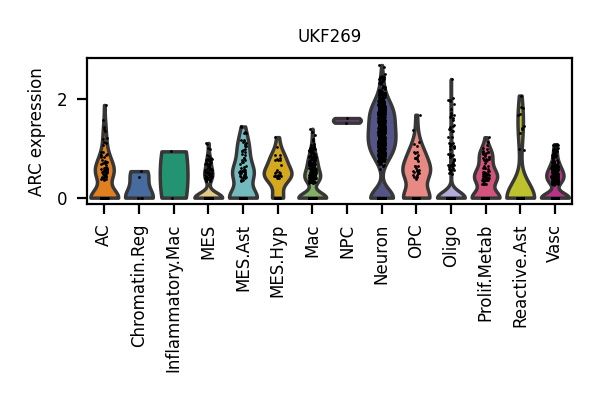 UKF269
ARC expression
2
0
AC
Chromatin.Reg
Inflammatory.Mac
MES
MES.Ast
MES.Hyp
Mac
NPC
Neuron
OPC
Oligo
Prolif.Metab
Reactive.Ast
Vasc